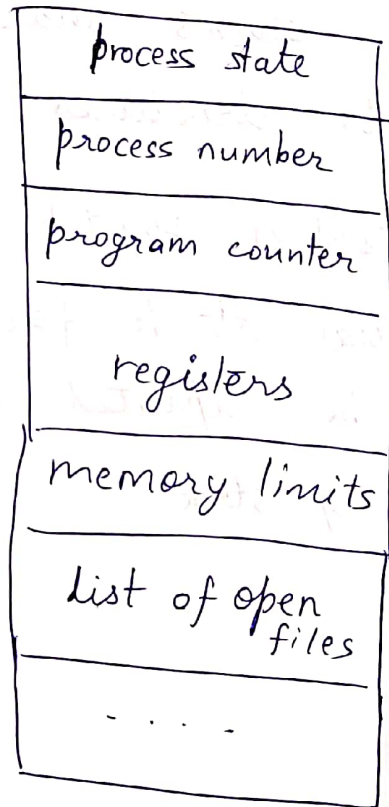 process state
process number
program counter
registers
memory limits
list of open
files
. . . .